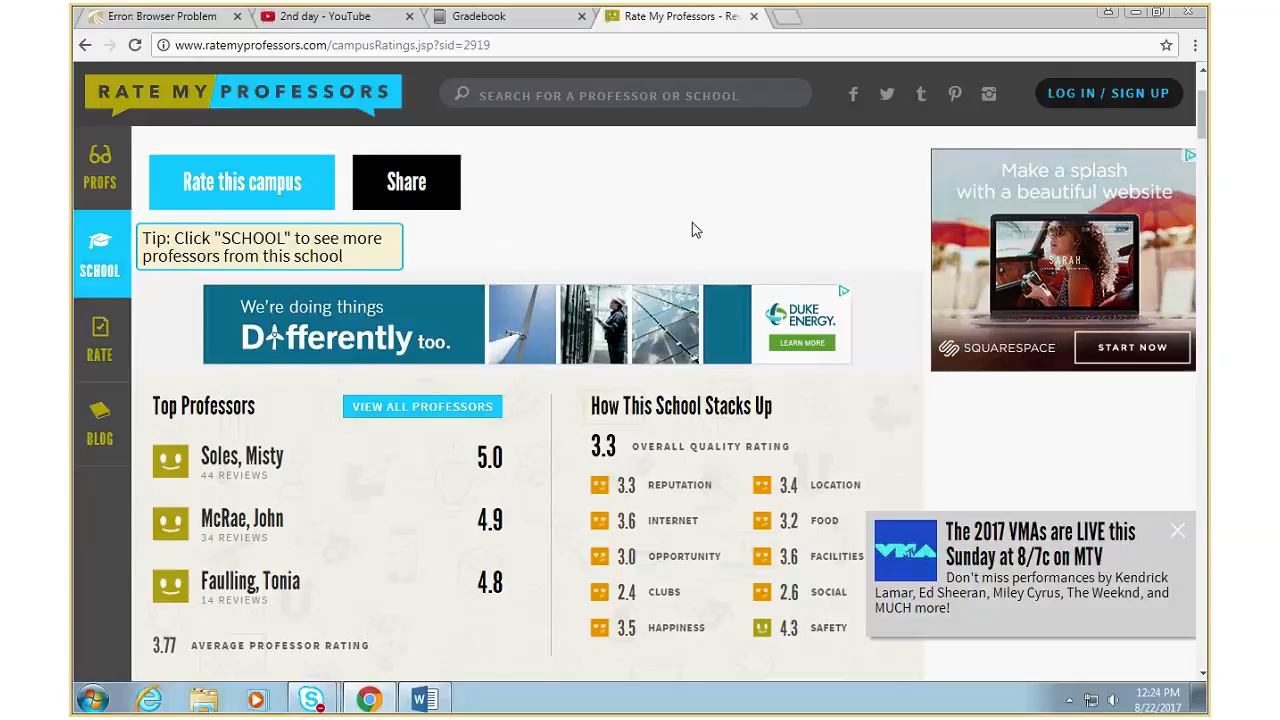 Error: Browser Problem
2nd day - YouTube
Gradebook
Rate My Professors - Re
www.ratemyprofessors.com/campusRatings.jsp?sid=2919
RATE MY PROFESSORS
SEARCH FOR A PROFESSOR OR SCHOOL
LOG IN / SIGN UP
PROFS
SCHOOL
RATE
BLOG
Rate this campus
Share
Tip: Click "SCHOOL" to see more
professors from this school
We're doing things
Differently too.
DUKE
ENERGY.
LEARN MORE
Make a splash
with a beautiful website
SARAH
SQUARESPACE
START NOW
Top Professors
VIEW ALL PROFESSORS
Soles, Misty
5.0
44 REVIEWS
McRae, John
4.9
34 REVIEWS
Faulling, Tonia
4.8
14 REVIEWS
3.77 AVERAGE PROFESSOR RATING
How This School Stacks Up
3.3 OVERALL QUALITY RATING
3.3 REPUTATION
3.4 LOCATION
3.6 INTERNET
3.2 FOOD
3.0 OPPORTUNITY
3.6 FACILITIES
2.4 CLUBS
2.6 SOCIAL
3.5 HAPPINESS
4.3 SAFETY
VMA
The 2017 VMAs are LIVE this
Sunday at 8/7c on MTV
Don't miss performances by Kendrick
Lamar, Ed Sheeran, Miley Cyrus, The Weeknd, and
MUCH more!
12:24 PM
8/22/2017